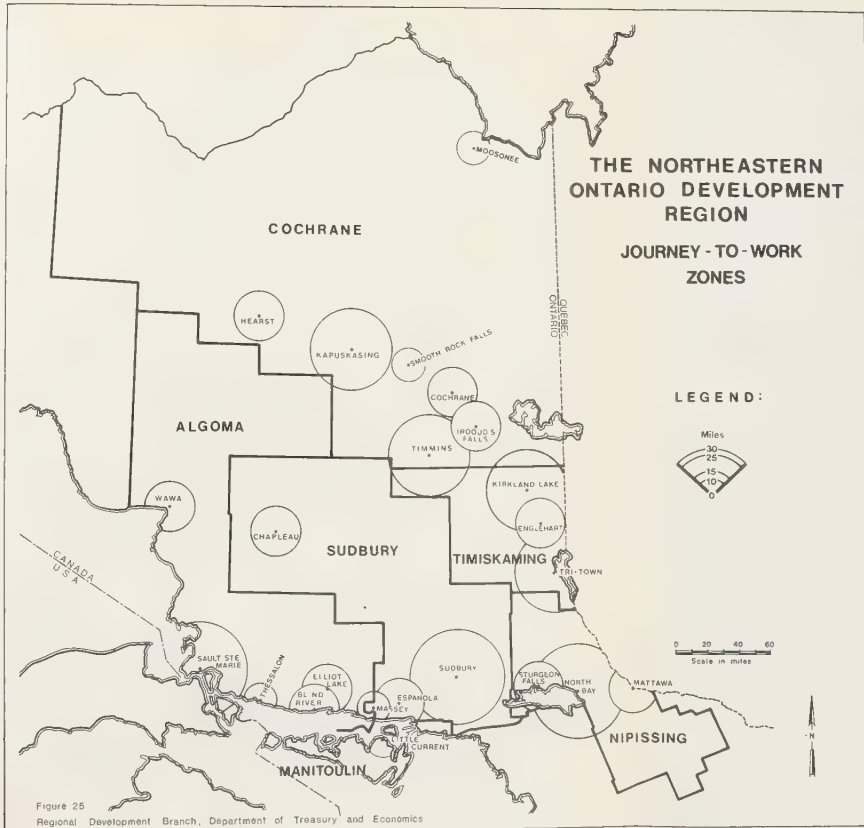 THE NORTHEASTERN
ONTARIO DEVELOPMENT
REGION
JOURNEY-TO-WORK
ZONES
MOOSONEE
COCHRANE
QUEBEC
ONTARIO
HEARST
KAPUSKASING
SMOOTH ROCK FALLS
COCHRANE
IROQUOIS
FALLS
TIMMINS
LEGEND:
Miles
30
25
15
10
0
ALGOMA
KIRKLAND LAKE
WAWA
ENGLEHART
CHAPLEAU
SUDBURY
TIMISKAMING
TRI-TOWN
CANADA
USA
0 20 40 60
Scale in miles
SAULT STE
MARIE
THESSALON
ELLIOT
LAKE
BLIND
RIVER
MASSEY
ESPANOLA
SUDBURY
STURGEON
FALLS
NORTH
BAY
MATTAWA
LITTLE
CURRENT
NIPISSING
MANITOULIN
N
Figure 25
Regional Development Branch, Department of Treasury and Economics